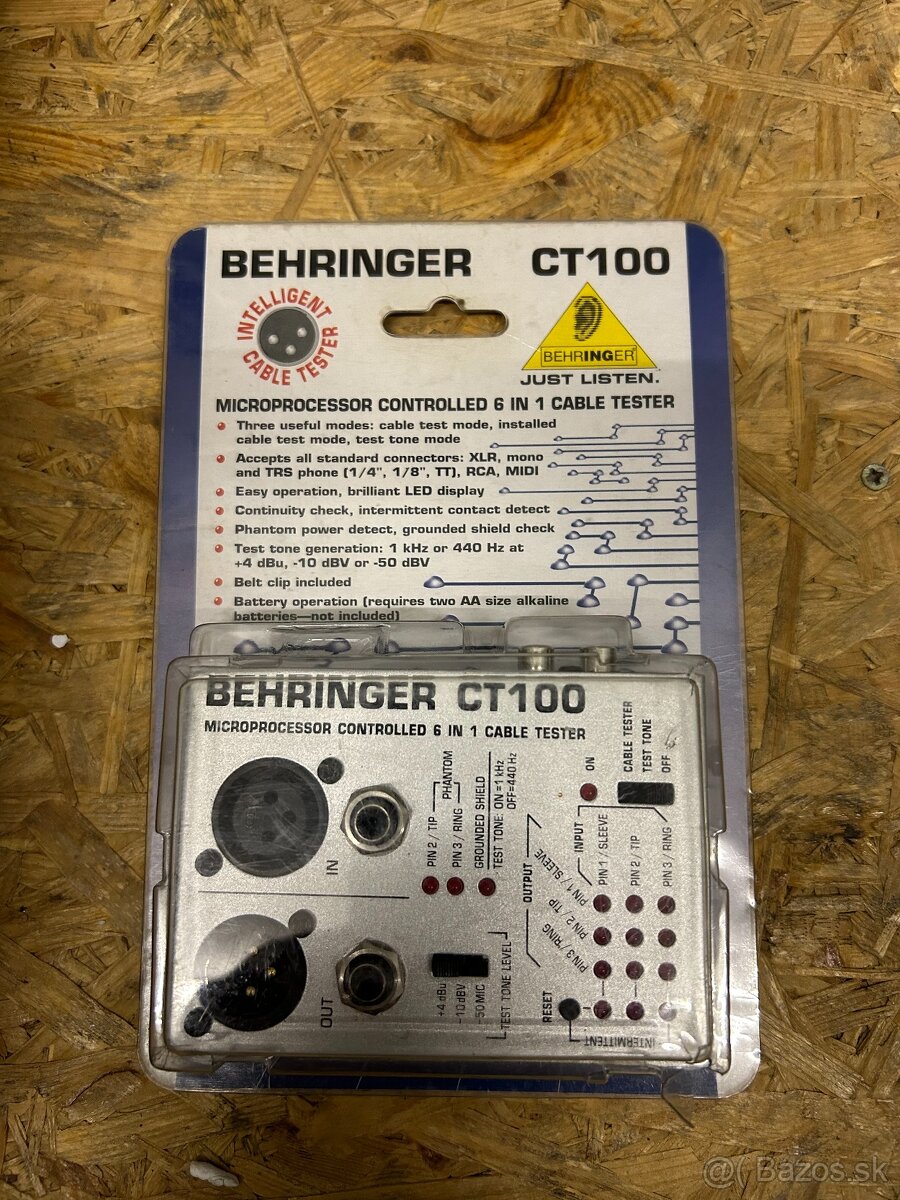 BEHRINGER CT100
INTELLIGENT
CABLE TESTER
BEHRINGER
JUST LISTEN.
MICROPROCESSOR CONTROLLED 6 IN 1 CABLE TESTER
Three useful modes: cable test mode, installed
cable test mode, test tone mode
Accepts all standard connectors: XLR, mono
and TRS phone (1/4", 1/8", TT), RCA, MIDI
Easy operation, brilliant LED display
Continuity check, intermittent contact detect
Phantom power detect, grounded shield check
Test tone generation: 1 kHz or 440 Hz at
+4 dBu, -10 dBV or -50 dBV
Belt clip included
Battery operation (requires two AA size alkaline
batteries—not included)
BEHRINGER CT100
MICROPROCESSOR CONTROLLED 6 IN 1 CABLE TESTER
IN
PIN 2 / TIP
PIN 3 / RING
PHANTOM
GROUNDED SHIELD
TEST TONE: ON=1 kHz
OFF=440 Hz
ON
CABLE TESTER
TEST TONE
OFF
OUTPUT
INPUT
PIN 1 / SLEEVE
PIN 2 / TIP
PIN 3 / RING
PIN 1 / SLEEVE
PIN 2 / TIP
PIN 3 / RING
OUT
+4 dBu
-10 dBV
-50 MIC
TEST TONE LEVEL
RESET
INTERMITTENT
@( Bazos.sk